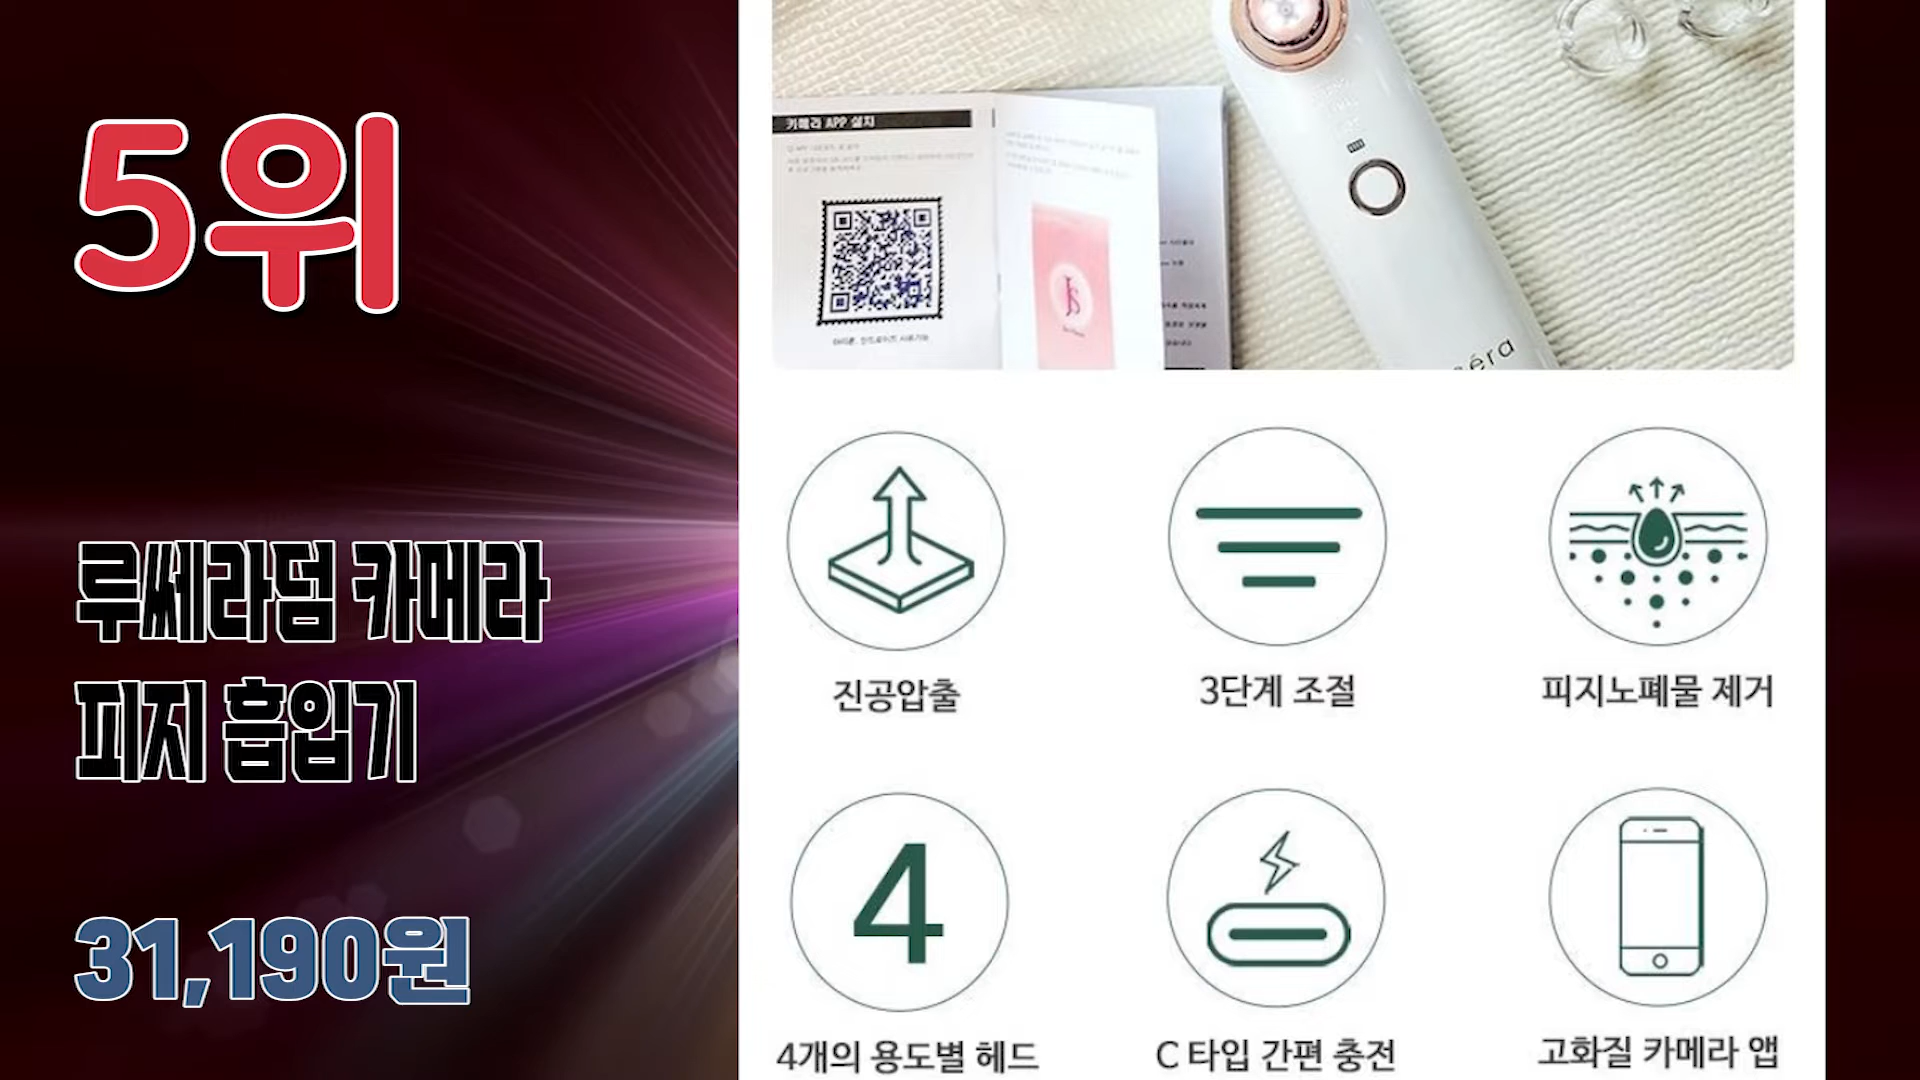 5위
루쎄라덤 카메라
피지 흡입기
31,190원
카메라 APP 설치
JS
éra
진공압출
3단계 조절
피지노폐물 제거
4
4개의 용도별 헤드
C 타입 간편 충전
고화질 카메라 앱